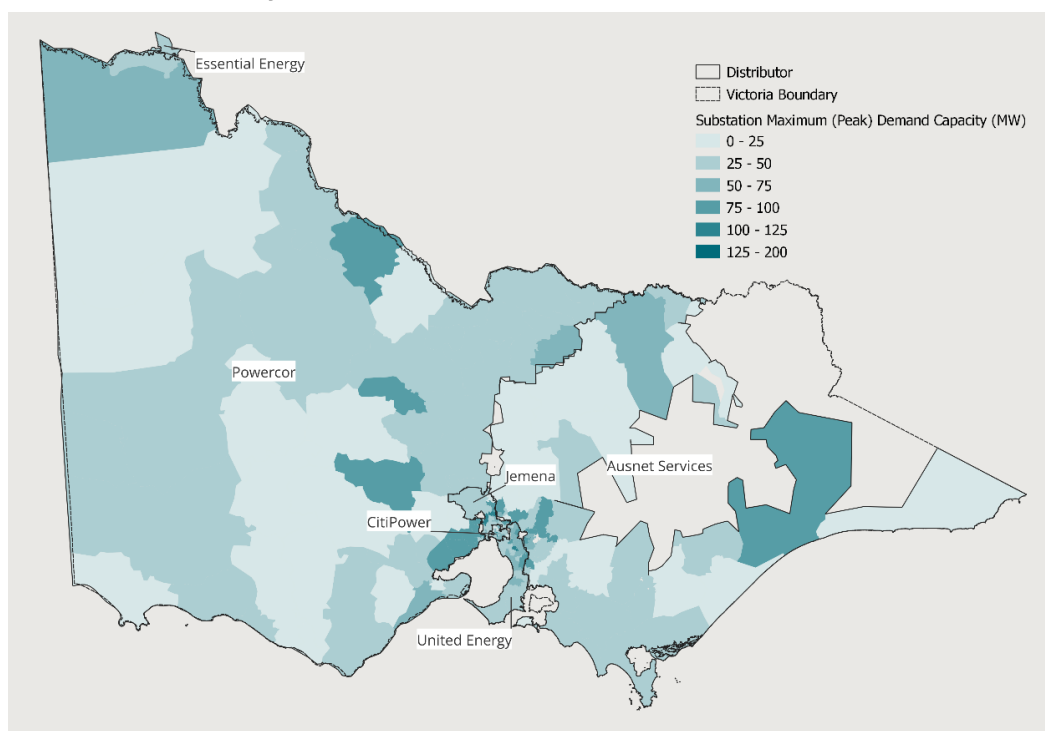 Essential Energy
Distributor
Victoria Boundary
Substation Maximum (Peak) Demand Capacity (MW)
0 - 25
25 - 50
50 - 75
75 - 100
100 - 125
125 - 200
Powercor
Ausnet Services
Jemena
CitiPower
United Energy